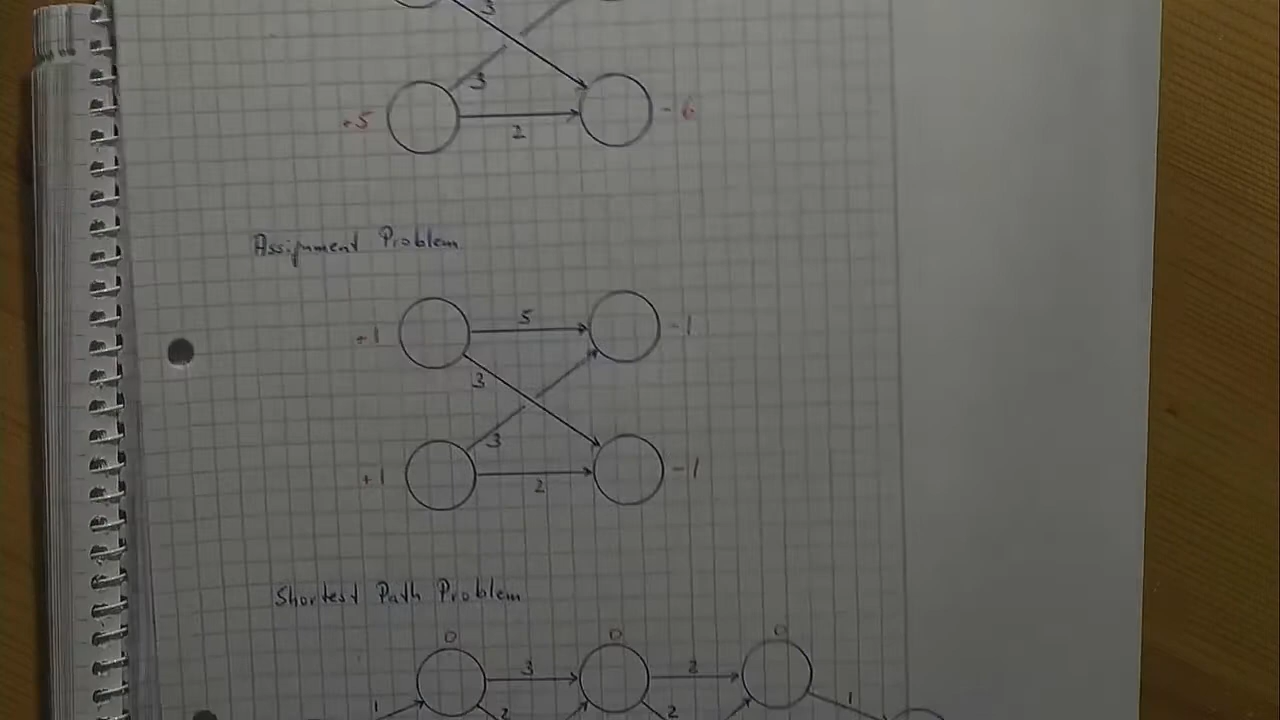 3
3
+5 2 -6
Assignment Problem
+1 5 -1
3
3
+1 2 -1
Shortest Path Problem
0 0 0
3 2
1 2 2 1